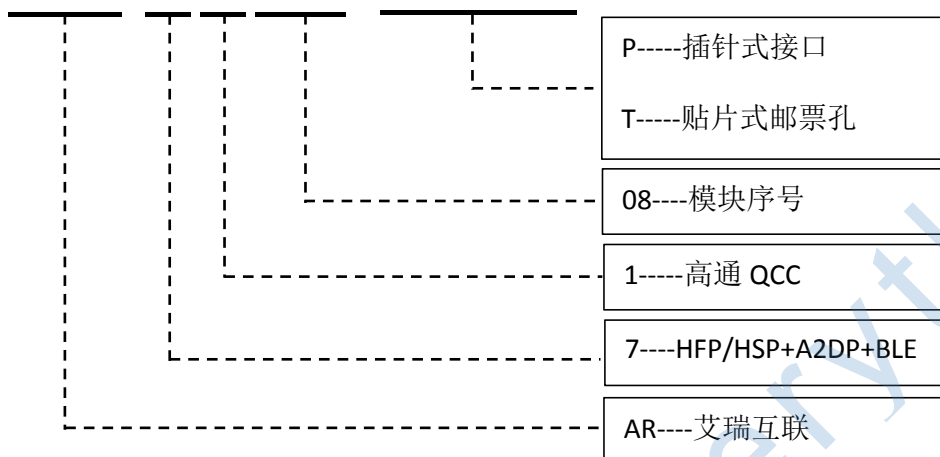 P-----插针式接口
T-----贴片式邮票孔
08----模块序号
1-----高通 QCC
7----HFP/HSP+A2DP+BLE
AR----艾瑞互联